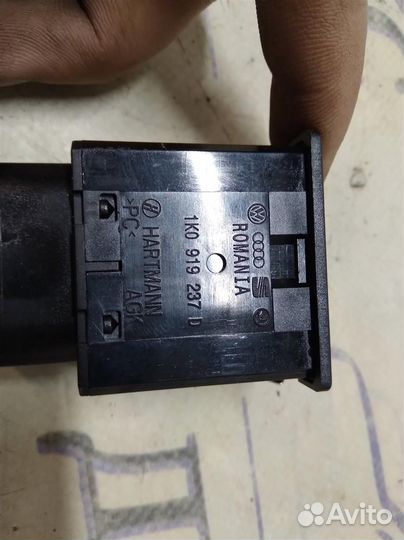 ROMANIA
1K0 919 237 D
HARTMANN
>PC< AGK
Avito